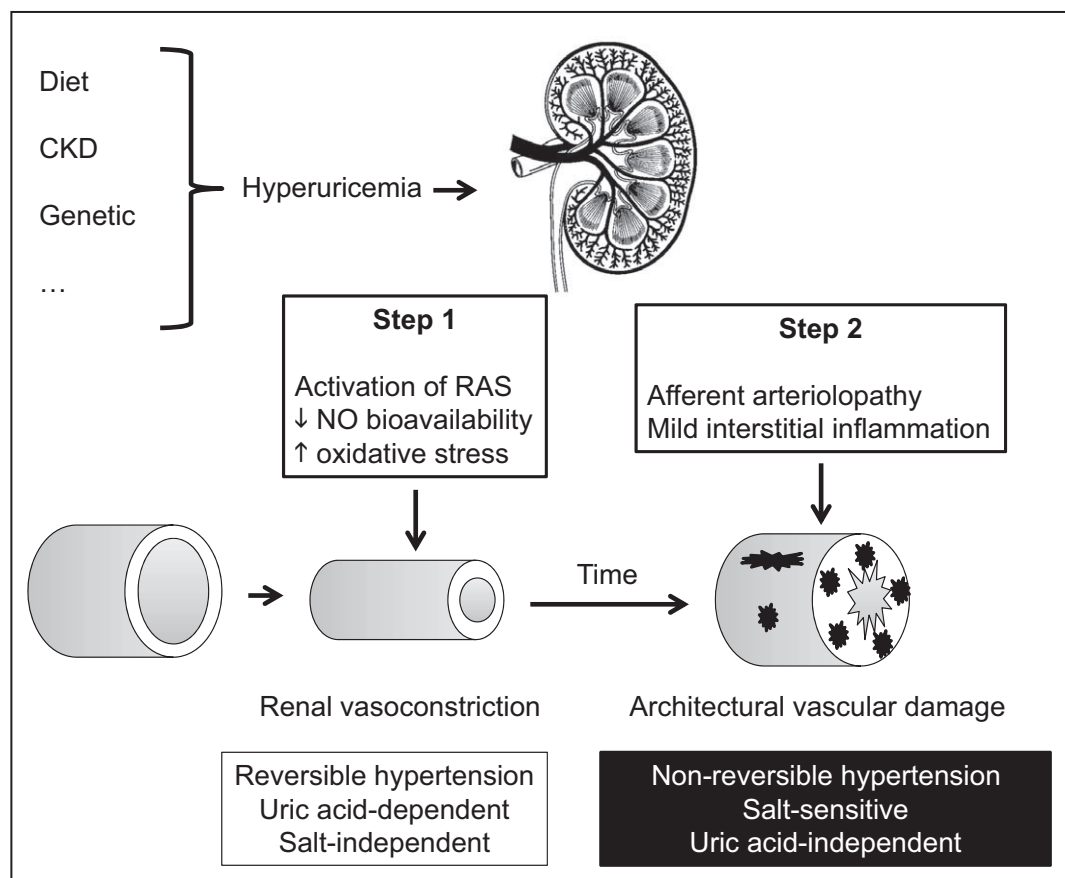 Diet
CKD
Genetic
…
Hyperuricemia
Step 1
Activation of RAS
↓ NO bioavailability
↑ oxidative stress
Step 2
Afferent arteriolopathy
Mild interstitial inflammation
Time
Renal vasoconstriction
Architectural vascular damage
Reversible hypertension
Uric acid-dependent
Salt-independent
Non-reversible hypertension
Salt-sensitive
Uric acid-independent